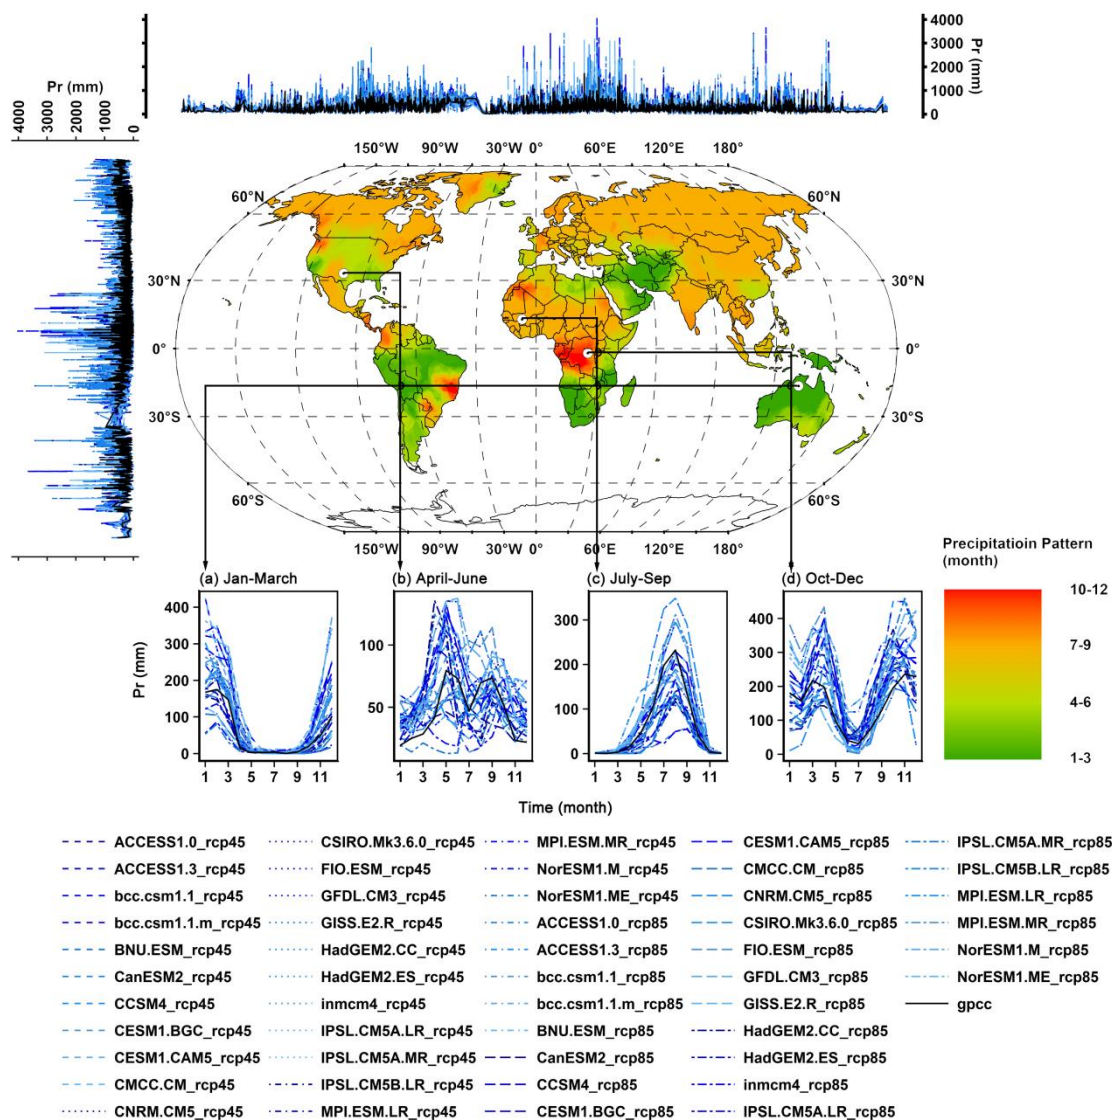 4000
3000
2000
1000
0
Pr (mm)
Pr (mm)
4000
3000
2000
1000
0
150°W 90°W 30°W 0° 60°E 120°E 180°
60°N 60°N
30°N 30°N
0° 0°
30°S 30°S
60°S 60°S
150°W 90°W 30°W 0° 60°E 120°E 180°
Precipitatioin Pattern
(month)
10-12
7-9
4-6
1-3
(a) Jan-March (b) April-June (c) July-Sep (d) Oct-Dec
Pr (mm)
400
300
200
100
0
1 3 5 7 9 11
100
50
1 3 5 7 9 11
300
200
100
0
1 3 5 7 9 11
400
300
200
100
0
1 3 5 7 9 11
Time (month)
ACCESS1.0_rcp45 CSIRO.Mk3.6.0_rcp45 MPI.ESM.MR_rcp45 CESM1.CAM5_rcp85 IPSL.CM5A.MR_rcp85
ACCESS1.3_rcp45 FIO.ESM_rcp45 NorESM1.M_rcp45 CMCC.CM_rcp85 IPSL.CM5B.LR_rcp85
bcc.csm1.1_rcp45 GFDL.CM3_rcp45 NorESM1.ME_rcp45 CNRM.CM5_rcp85 MPI.ESM.LR_rcp85
bcc.csm1.1.m_rcp45 GISS.E2.R_rcp45 ACCESS1.0_rcp85 CSIRO.Mk3.6.0_rcp85 MPI.ESM.MR_rcp85
BNU.ESM_rcp45 HadGEM2.CC_rcp45 ACCESS1.3_rcp85 FIO.ESM_rcp85 NorESM1.M_rcp85
CanESM2_rcp45 HadGEM2.ES_rcp45 bcc.csm1.1_rcp85 GFDL.CM3_rcp85 NorESM1.ME_rcp85
CCSM4_rcp45 inmcm4_rcp45 bcc.csm1.1.m_rcp85 GISS.E2.R_rcp85 gpcc
CESM1.BGC_rcp45 IPSL.CM5A.LR_rcp45 BNU.ESM_rcp85 HadGEM2.CC_rcp85
CESM1.CAM5_rcp45 IPSL.CM5A.MR_rcp45 CanESM2_rcp85 HadGEM2.ES_rcp85
CMCC.CM_rcp45 IPSL.CM5B.LR_rcp45 CCSM4_rcp85 inmcm4_rcp85
CNRM.CM5_rcp45 MPI.ESM.LR_rcp45 CESM1.BGC_rcp85 IPSL.CM5A.LR_rcp85